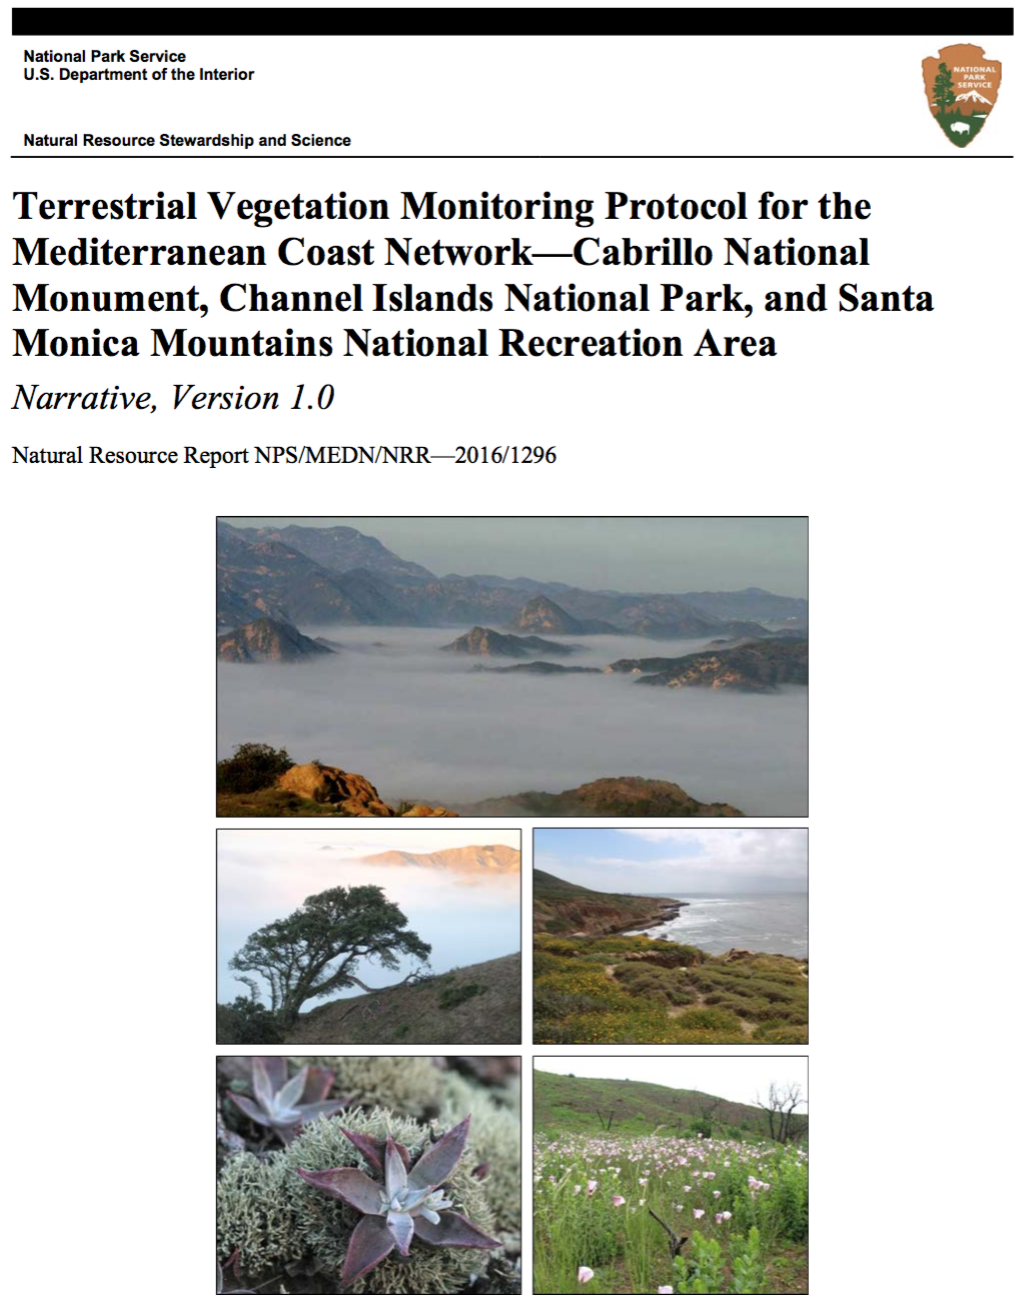 National Park Service
U.S. Department of the Interior
NATIONAL
PARK
SERVICE
Natural Resource Stewardship and Science
Terrestrial Vegetation Monitoring Protocol for the
Mediterranean Coast Network—Cabrillo National
Monument, Channel Islands National Park, and Santa
Monica Mountains National Recreation Area
Narrative, Version 1.0
Natural Resource Report NPS/MEDN/NRR—2016/1296